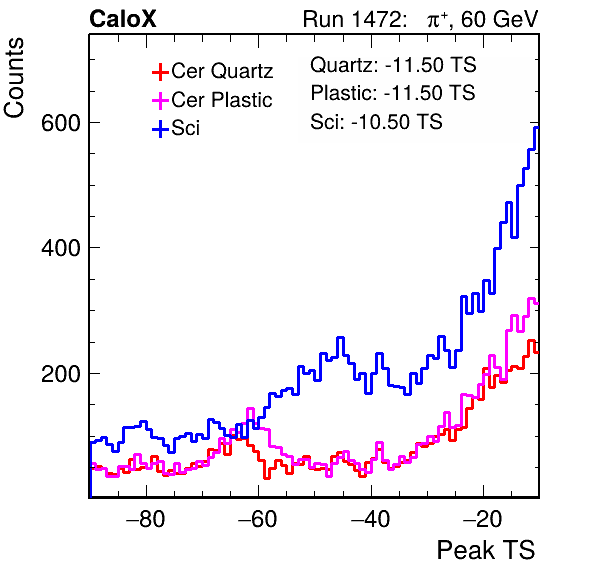 CaloX Run 1472: π+, 60 GeV
Counts
Cer Quartz
Cer Plastic
Sci
Quartz: -11.50 TS
Plastic: -11.50 TS
Sci: -10.50 TS
600
400
200
−80 −60 −40 −20
Peak TS